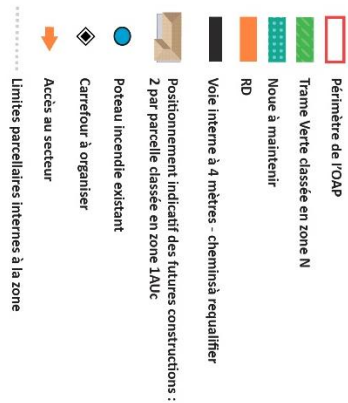 Périmètre de l'OAP
Trame Verte classée en zone N
Noue à maintenir
RD
Voie interne à 4 mètres - cheminsà requalifier
Positionnement indicatif des futures constructions :
2 par parcelle classée en zone 1AUc
Poteau incendie existant
Carrefour à organiser
Accès au secteur
Limites parcellaires internes à la zone